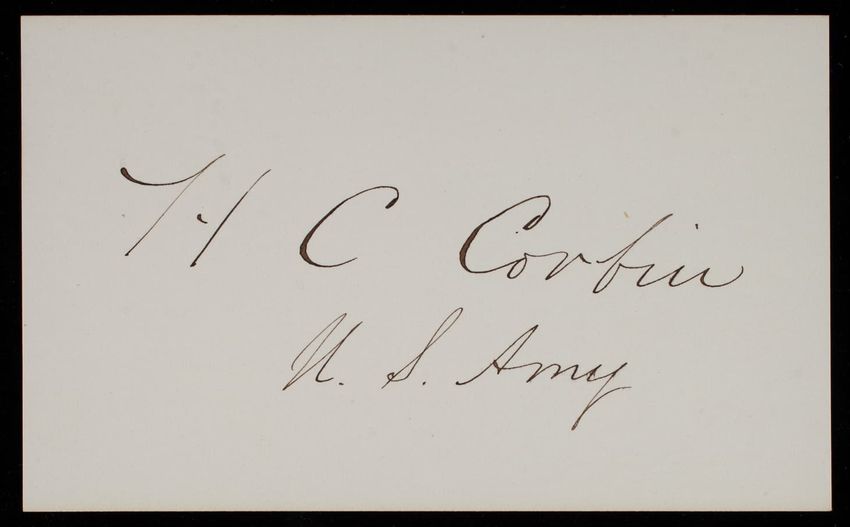 H C Corbin
U. S. Army